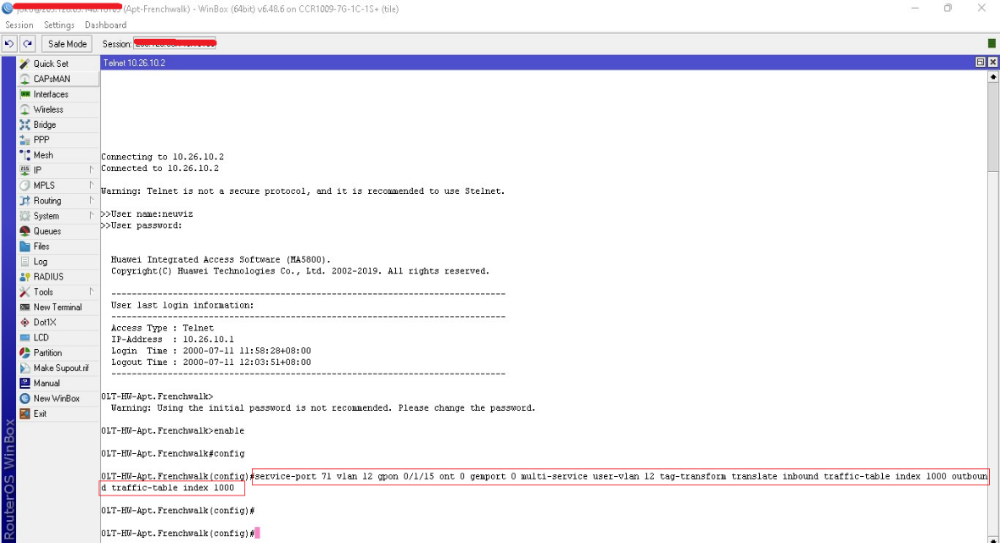 (Apt-Frenchwalk) - WinBox (64bit) v6.48.6 on CCR1009-7G-1C-1S+ (tile)
Session Settings Dashboard
Safe Mode Session:
Quick Set
CAPsMAN
Interfaces
Wireless
Bridge
PPP
Mesh
IP
MPLS
Routing
System
Queues
Files
Log
RADIUS
Tools
New Terminal
Dot1X
LCD
Partition
Make Supout.rif
Manual
New WinBox
Exit
RouterOS WinBox
Telnet 10.26.10.2
Connecting to 10.26.10.2
Connected to 10.26.10.2
Warning: Telnet is not a secure protocol, and it is recommended to use Stelnet.
>>User name:neuviz
>>User password:
Huawei Integrated Access Software (MA5800).
Copyright(C) Huawei Technologies Co., Ltd. 2002-2019. All rights reserved.
-----------------------------------------------------------------------------
User last login information:
-----------------------------------------------------------------------------
Access Type : Telnet
IP-Address : 10.26.10.1
Login Time : 2000-07-11 11:58:28+08:00
Logout Time : 2000-07-11 12:03:51+08:00
-----------------------------------------------------------------------------
OLT-HW-Apt.Frenchwalk>
Warning: Using the initial password is not recommended. Please change the password.
OLT-HW-Apt.Frenchwalk>enable
OLT-HW-Apt.Frenchwalk#config
OLT-HW-Apt.Frenchwalk(config)#service-port 71 vlan 12 gpon 0/1/15 ont 0 gemport 0 multi-service user-vlan 12 tag-transform translate inbound traffic-table index 1000 outboun
d traffic-table index 1000
OLT-HW-Apt.Frenchwalk(config)#
OLT-HW-Apt.Frenchwalk(config)#